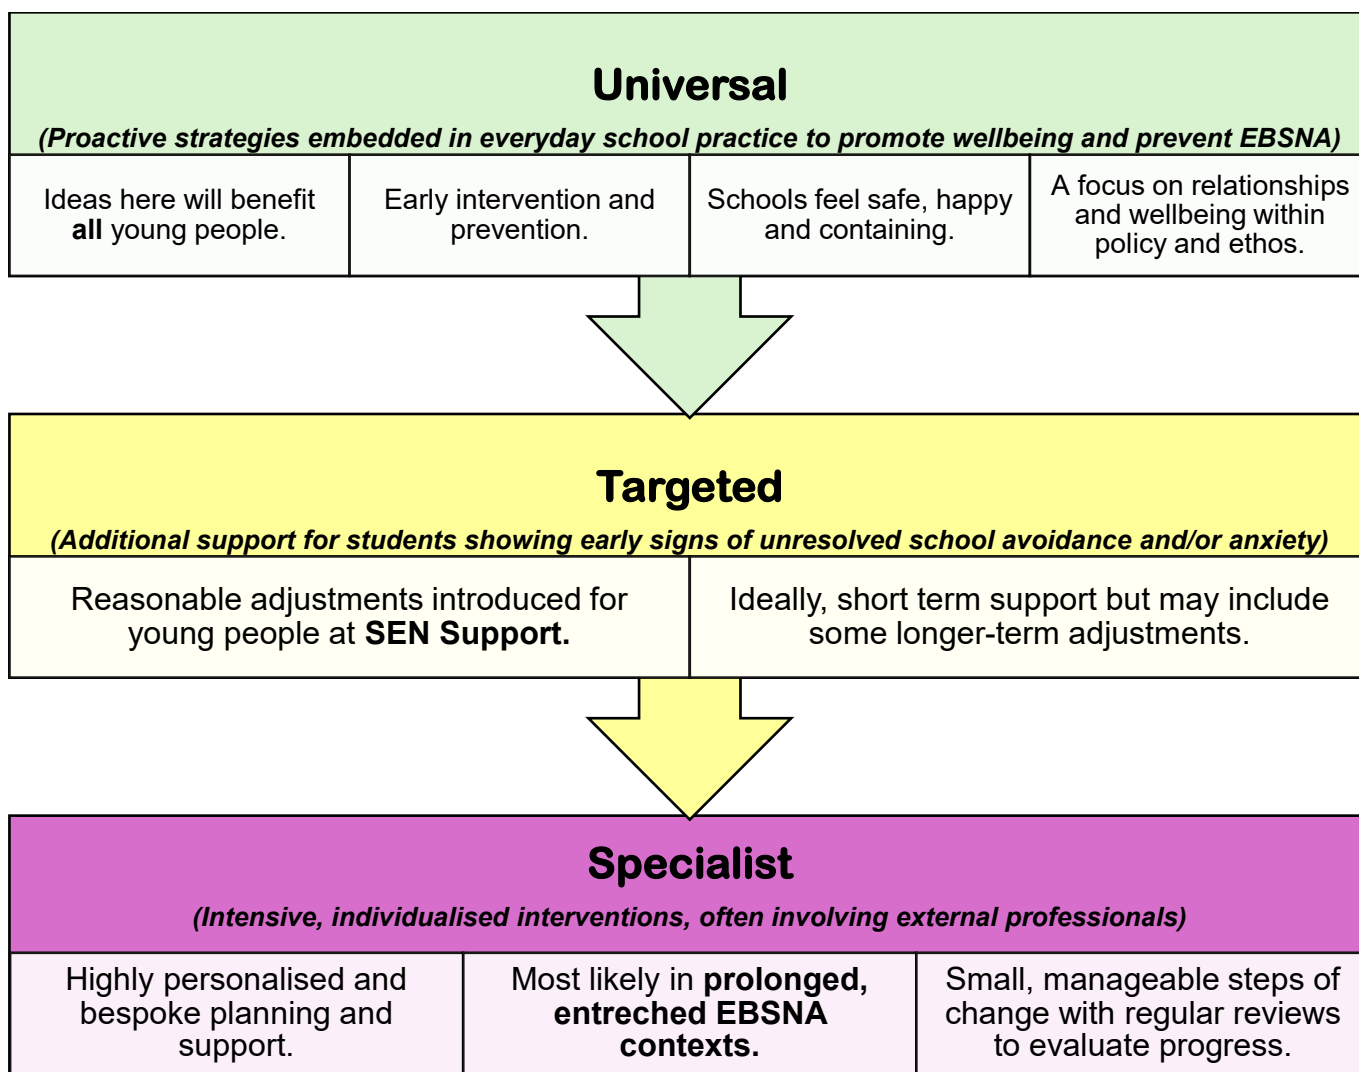 Universal
(Proactive strategies embedded in everyday school practice to promote wellbeing and prevent EBSNA)
Ideas here will benefit
all young people.
Early intervention and
prevention.
Schools feel safe, happy
and containing.
A focus on relationships
and wellbeing within
policy and ethos.
Targeted
(Additional support for students showing early signs of unresolved school avoidance and/or anxiety)
Reasonable adjustments introduced for
young people at SEN Support.
Ideally, short term support but may include
some longer-term adjustments.
Specialist
(Intensive, individualised interventions, often involving external professionals)
Highly personalised and
bespoke planning and
support.
Most likely in prolonged,
entreched EBSNA
contexts.
Small, manageable steps of
change with regular reviews
to evaluate progress.